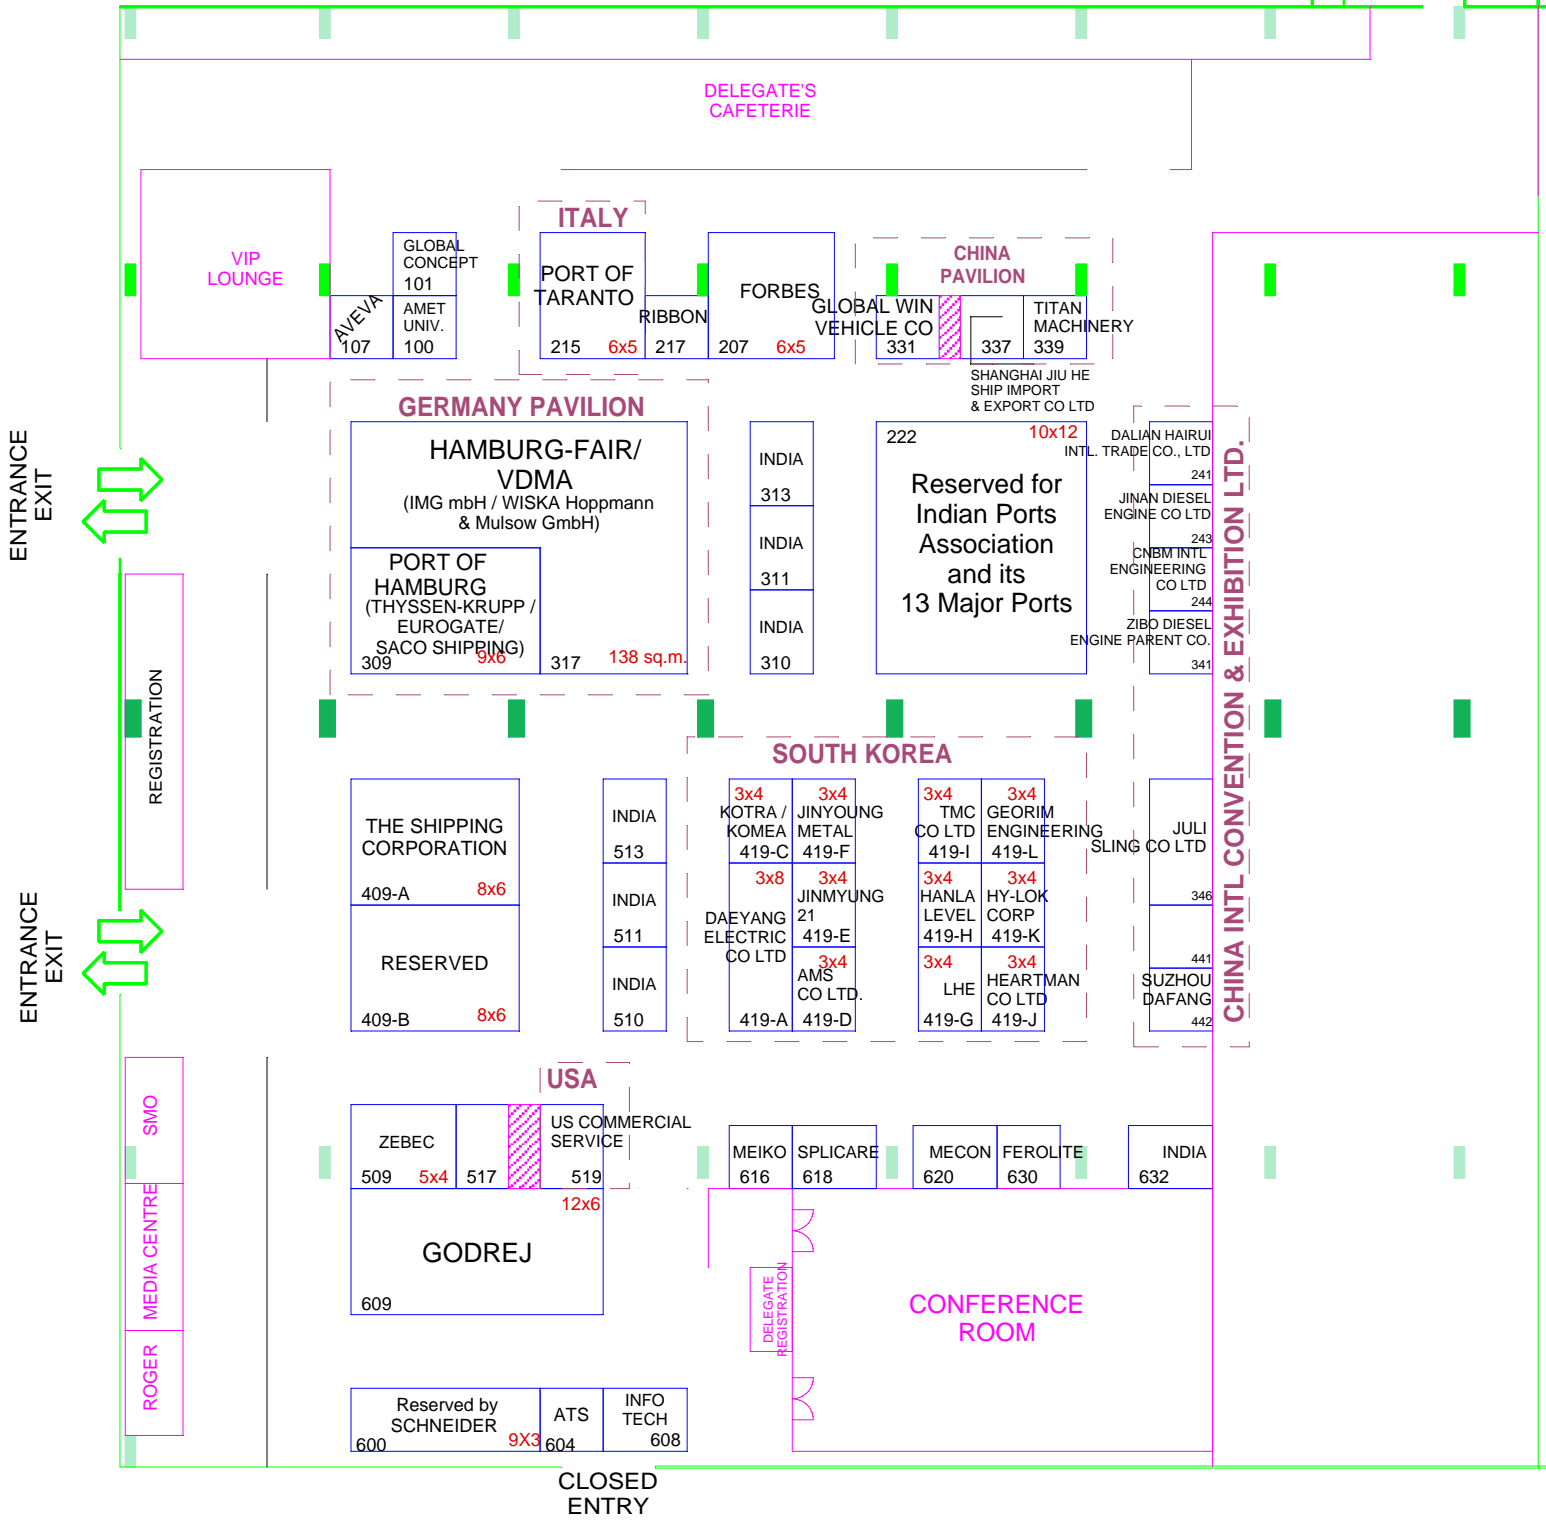 DELEGATE'S
CAFETERIE
VIP
LOUNGE
GLOBAL
CONCEPT
101
AVEVA
107
AMET
UNIV.
100
ITALY
PORT OF
TARANTO
215
6x5
RIBBON
217
FORBES
207
6x5
CHINA
PAVILION
GLOBAL WIN
VEHICLE CO
331
337
TITAN
MACHINERY
339
SHANGHAI JIU HE
SHIP IMPORT
& EXPORT CO LTD
GERMANY PAVILION
HAMBURG-FAIR/
VDMA
(IMG mbH / WISKA Hoppmann
& Mulsow GmbH)
PORT OF
HAMBURG
(THYSSEN-KRUPP /
EUROGATE/
SACO SHIPPING)
309
9x6
317
138 sq.m.
INDIA
313
INDIA
311
INDIA
310
222
10x12
Reserved for
Indian Ports
Association
and its
13 Major Ports
DALIAN HAIRUI
INTL. TRADE CO., LTD
241
JINAN DIESEL
ENGINE CO LTD
243
CNBM INTL
ENGINEERING
CO LTD
244
ZIBO DIESEL
ENGINE PARENT CO.
341
CHINA INTL CONVENTION & EXHIBITION LTD.
ENTRANCE
EXIT
REGISTRATION
ENTRANCE
EXIT
THE SHIPPING
CORPORATION
409-A
8x6
RESERVED
409-B
8x6
INDIA
513
INDIA
511
INDIA
510
SOUTH KOREA
3x4
KOTRA /
KOMEA
419-C
3x4
JINYOUNG
METAL
419-F
3x4
TMC
CO LTD
419-I
3x4
GEORIM
ENGINEERING
419-L
3x8
DAEYANG
ELECTRIC
CO LTD
419-A
3x4
JINMYUNG
21
419-E
3x4
AMS
CO LTD.
419-D
3x4
HANLA
LEVEL
419-H
3x4
HY-LOK
CORP
419-K
3x4
LHE
419-G
3x4
HEARTMAN
CO LTD
419-J
JULI
SLING CO LTD
346
441
SUZHOU
DAFANG
442
SMO
MEDIA CENTRE
ROGER
USA
ZEBEC
509
5x4
517
US COMMERCIAL
SERVICE
519
12x6
GODREJ
609
MEIKO
616
SPLICARE
618
MECON
620
FEROLITE
630
INDIA
632
DELEGATE
REGISTRATION
CONFERENCE
ROOM
Reserved by
SCHNEIDER
600
9X3
ATS
604
INFO
TECH
608
CLOSED
ENTRY